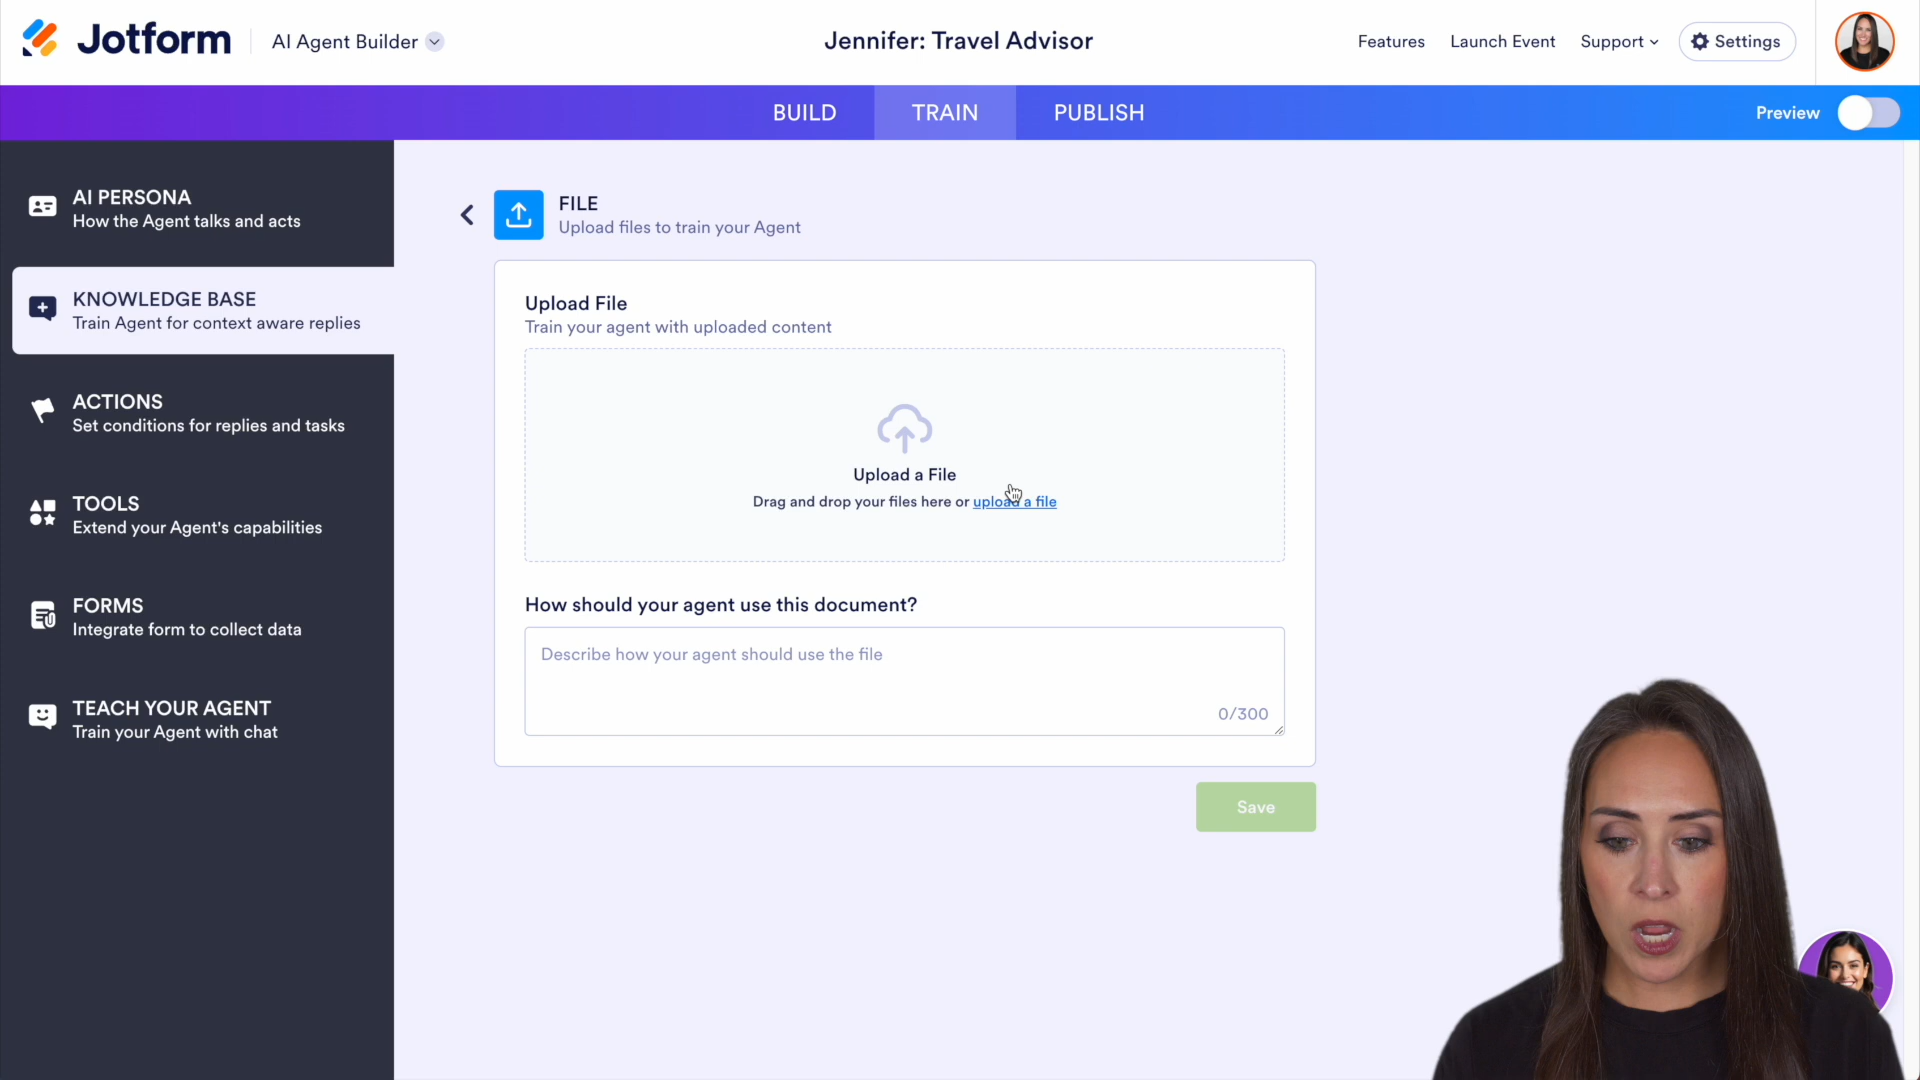 Jotform
AI Agent Builder
Jennifer: Travel Advisor
Features
Launch Event
Support
Settings
BUILD
TRAIN
PUBLISH
Preview
AI PERSONA
How the Agent talks and acts
KNOWLEDGE BASE
Train Agent for context aware replies
ACTIONS
Set conditions for replies and tasks
TOOLS
Extend your Agent's capabilities
FORMS
Integrate form to collect data
TEACH YOUR AGENT
Train your Agent with chat
FILE
Upload files to train your Agent
Upload File
Train your agent with uploaded content
Upload a File
Drag and drop your files here or upload a file
How should your agent use this document?
Describe how your agent should use the file
0/300
Save